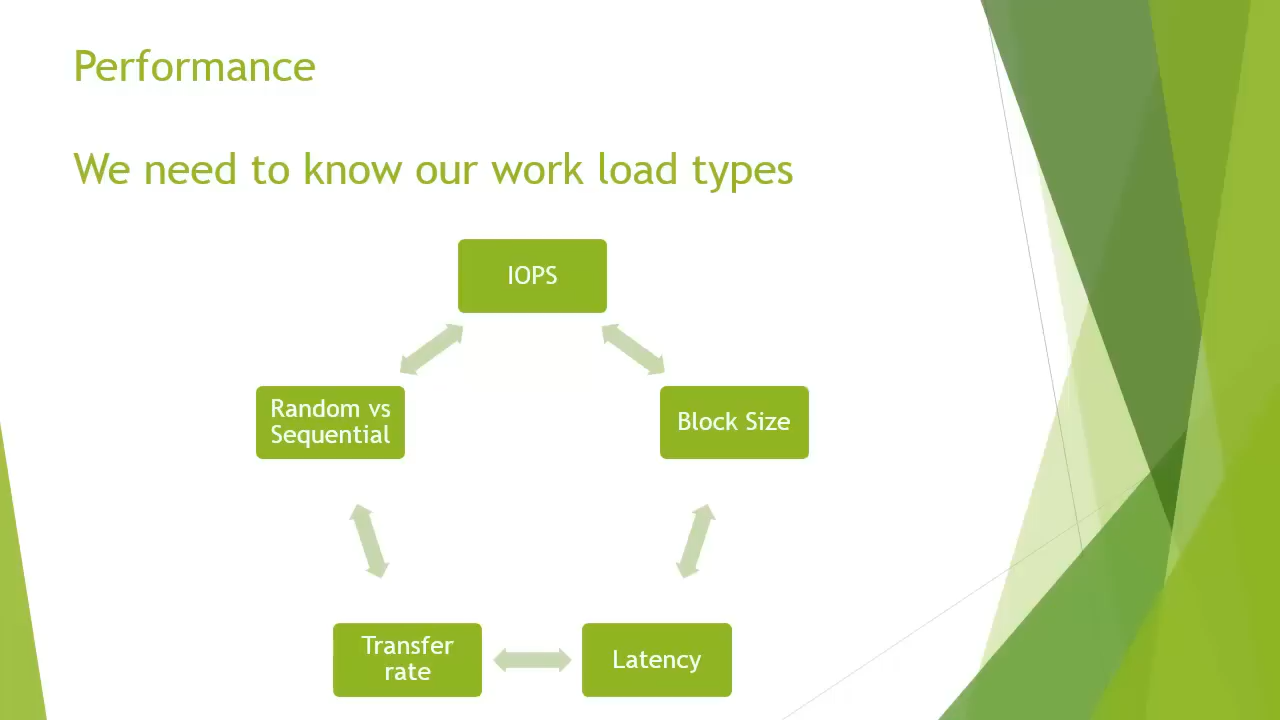 Performance
We need to know our work load types
IOPS
Random vs
Sequential
Block Size
Transfer
rate
Latency